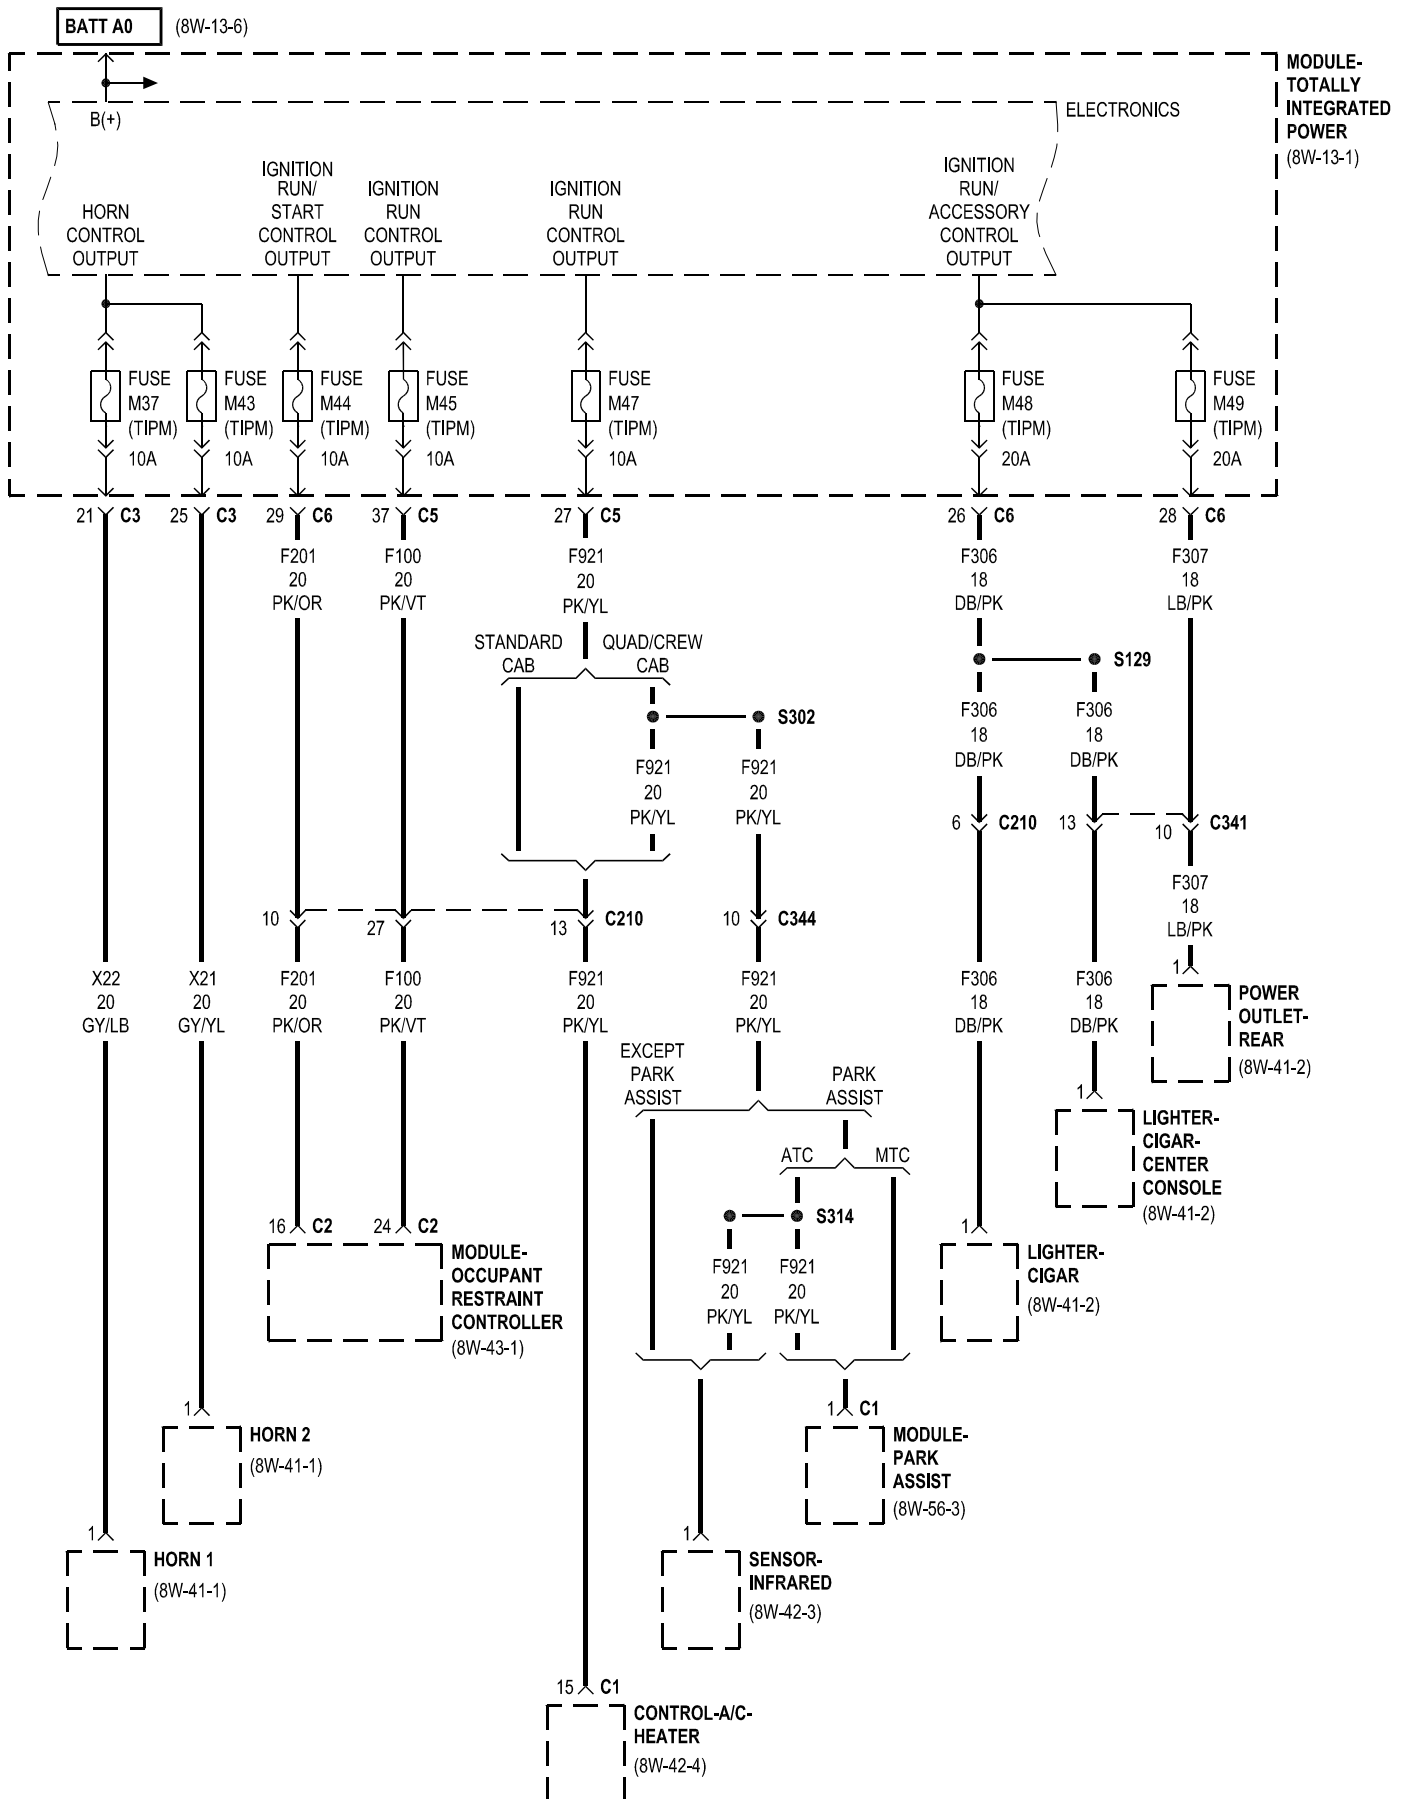 BATT A0 (8W-13-6)
MODULE-
TOTALLY
INTEGRATED
POWER
(8W-13-1)
ELECTRONICS
B(+)
HORN
CONTROL
OUTPUT
IGNITION
RUN/
START
CONTROL
OUTPUT
IGNITION
RUN
CONTROL
OUTPUT
IGNITION
RUN
CONTROL
OUTPUT
IGNITION
RUN/
ACCESSORY
CONTROL
OUTPUT
FUSE
M37
(TIPM)
10A
FUSE
M43
(TIPM)
10A
FUSE
M44
(TIPM)
10A
FUSE
M45
(TIPM)
10A
FUSE
M47
(TIPM)
10A
FUSE
M48
(TIPM)
20A
FUSE
M49
(TIPM)
20A
21 C3
25 C3
29 C6
37 C5
27 C5
26 C6
28 C6
F201
20
PK/OR
F100
20
PK/VT
F921
20
PK/YL
F306
18
DB/PK
F307
18
LB/PK
STANDARD
CAB
QUAD/CREW
CAB
S129
S302
F306
18
DB/PK
F306
18
DB/PK
F921
20
PK/YL
F921
20
PK/YL
6 C210
13
10 C341
F307
18
LB/PK
10
27
13 C210
10 C344
1
X22
20
GY/LB
X21
20
GY/YL
F201
20
PK/OR
F100
20
PK/VT
F921
20
PK/YL
F921
20
PK/YL
F306
18
DB/PK
F306
18
DB/PK
POWER
OUTLET-
REAR
(8W-41-2)
EXCEPT
PARK
ASSIST
PARK
ASSIST
1
LIGHTER-
CIGAR-
CENTER
CONSOLE
(8W-41-2)
ATC
MTC
S314
16 C2
24 C2
1
MODULE-
OCCUPANT
RESTRAINT
CONTROLLER
(8W-43-1)
F921
20
PK/YL
F921
20
PK/YL
LIGHTER-
CIGAR
(8W-41-2)
1
HORN 2
(8W-41-1)
1 C1
MODULE-
PARK
ASSIST
(8W-56-3)
1
HORN 1
(8W-41-1)
1
SENSOR-
INFRARED
(8W-42-3)
15 C1
CONTROL-A/C-
HEATER
(8W-42-4)